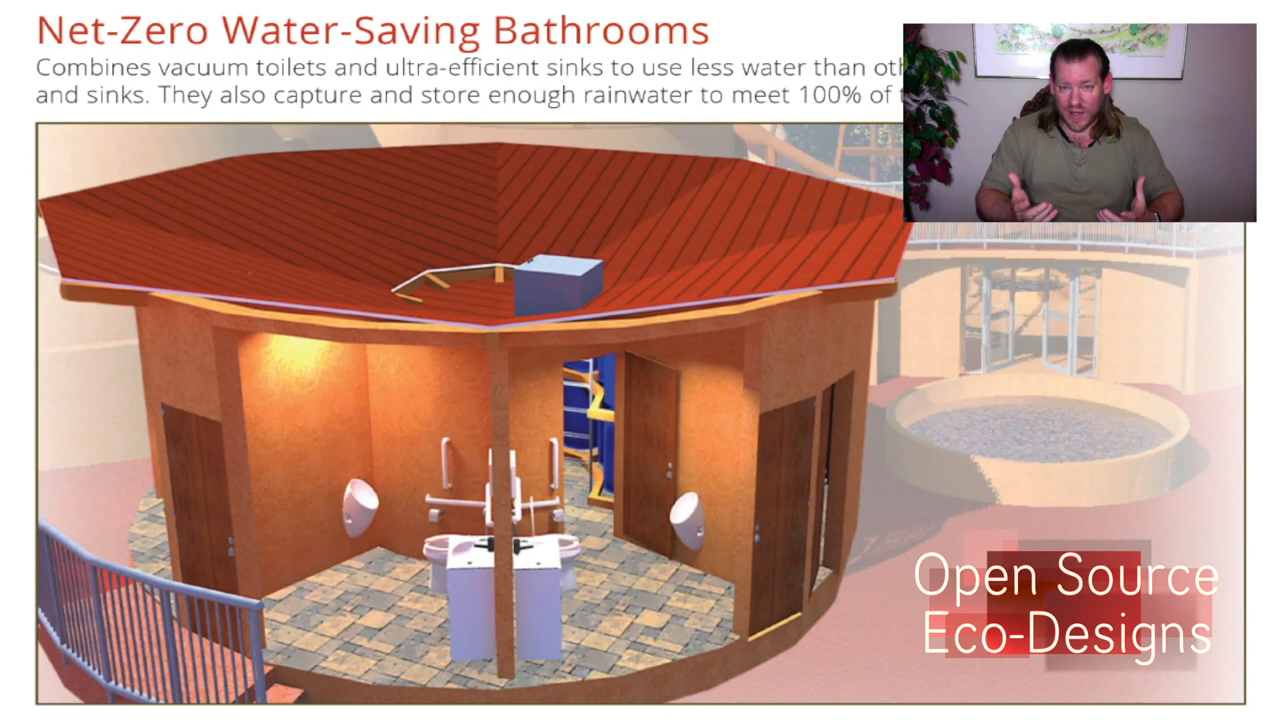 Net-Zero Water-Saving Bathrooms
Combines vacuum toilets and ultra-efficient sinks to use less water than
and sinks. They also capture and store enough rainwater to meet 100% of
Open Source
Eco-Designs